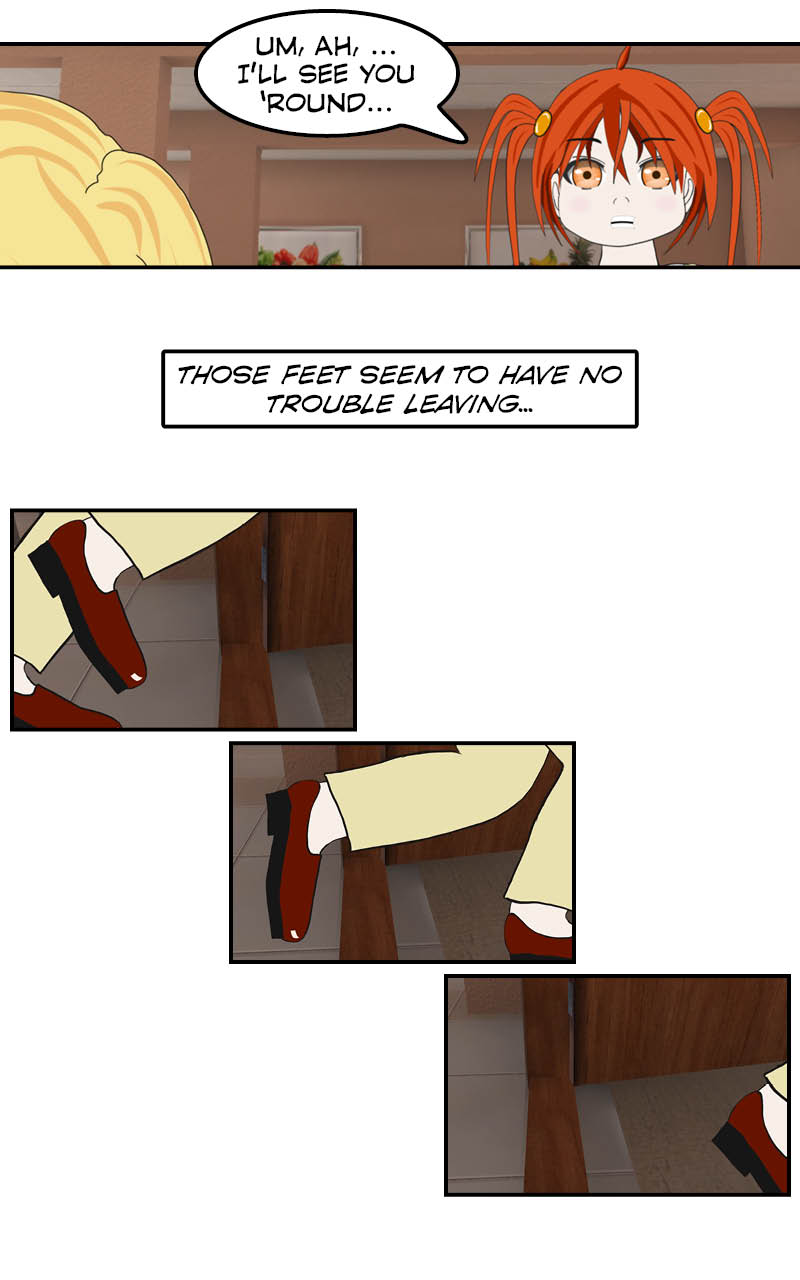 UM, AH, ...
I'LL SEE YOU
'ROUND...
THOSE FEET SEEM TO HAVE NO
TROUBLE LEAVING...